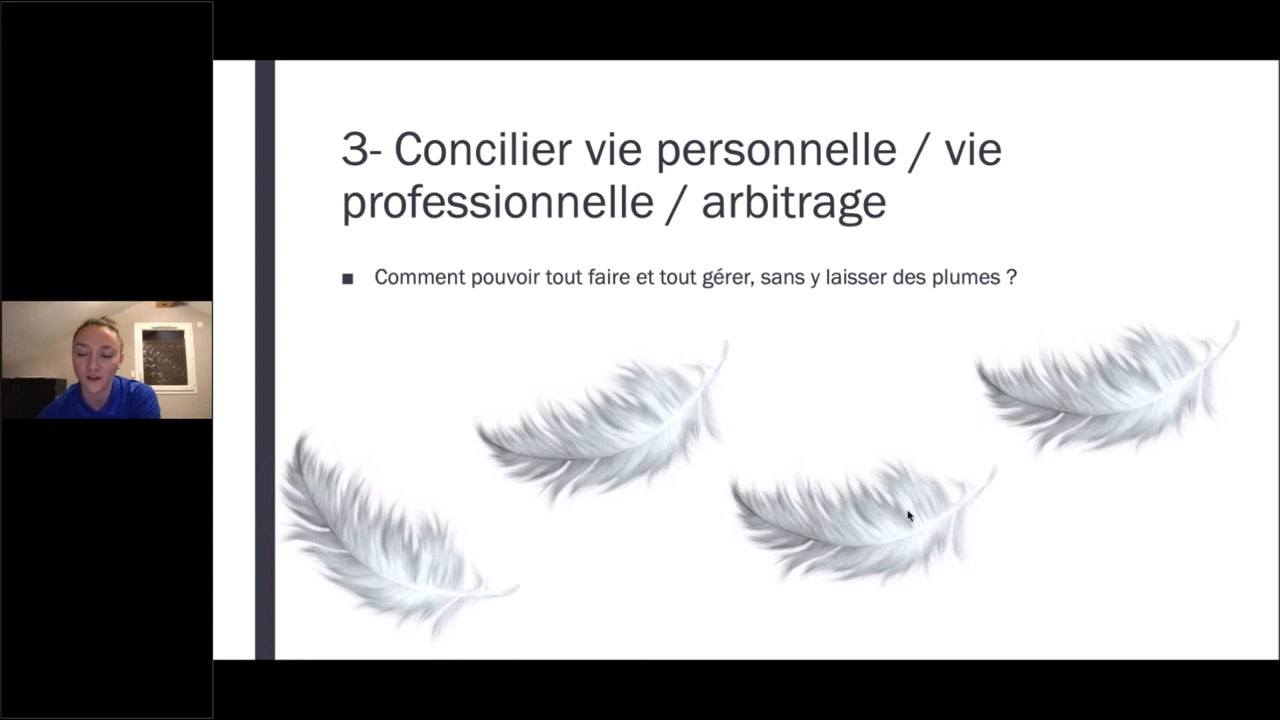 3- Concilier vie personnelle / vie
professionnelle / arbitrage
■ Comment pouvoir tout faire et tout gérer, sans y laisser des plumes ?